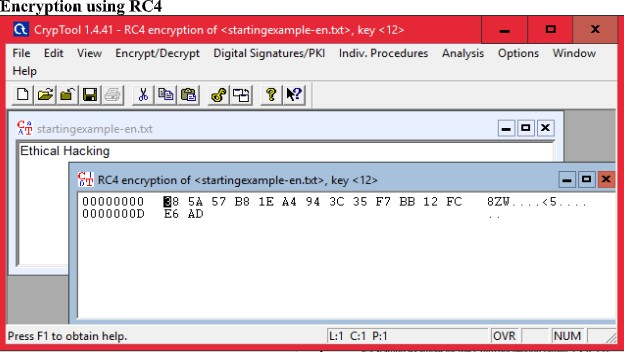 Encryption using RC4
CrypTool 1.4.41 - RC4 encryption of <startingexample-en.txt>, key <12>
File Edit View Encrypt/Decrypt Digital Signatures/PKI Indiv. Procedures Analysis Options Window
Help
startingexample-en.txt
Ethical Hacking
RC4 encryption of <startingexample-en.txt>, key <12>
00000000 38 5A 57 B8 1E A4 94 3C 35 F7 BB 12 FC 8ZW....<5....
0000000D E6 AD ..
Press F1 to obtain help. L:1 C:1 P:1 OVR NUM